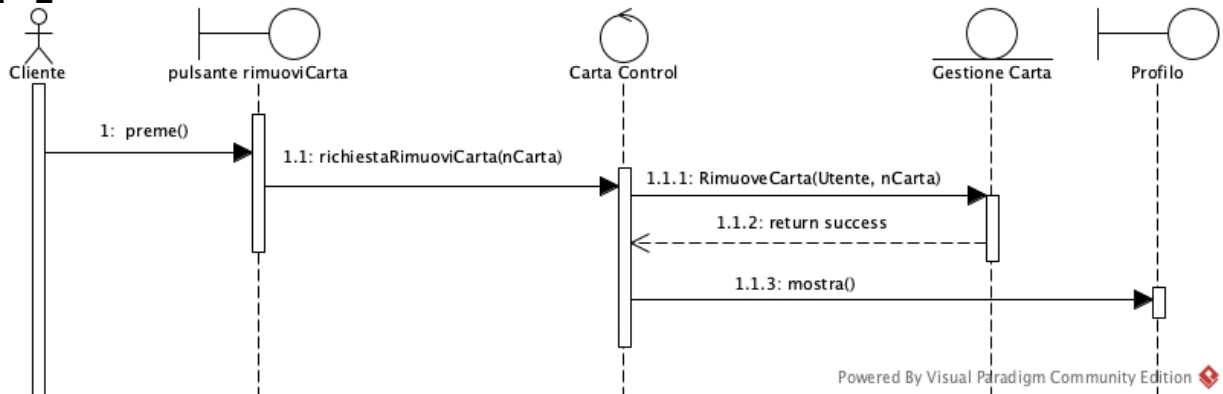 Cliente
pulsante rimuoviCarta
Carta Control
Gestione Carta
Profilo
1: preme()
1.1: richiestaRimuoviCarta(nCarta)
1.1.1: RimuoveCarta(Utente, nCarta)
1.1.2: return success
1.1.3: mostra()
Powered By Visual Paradigm Community Edition